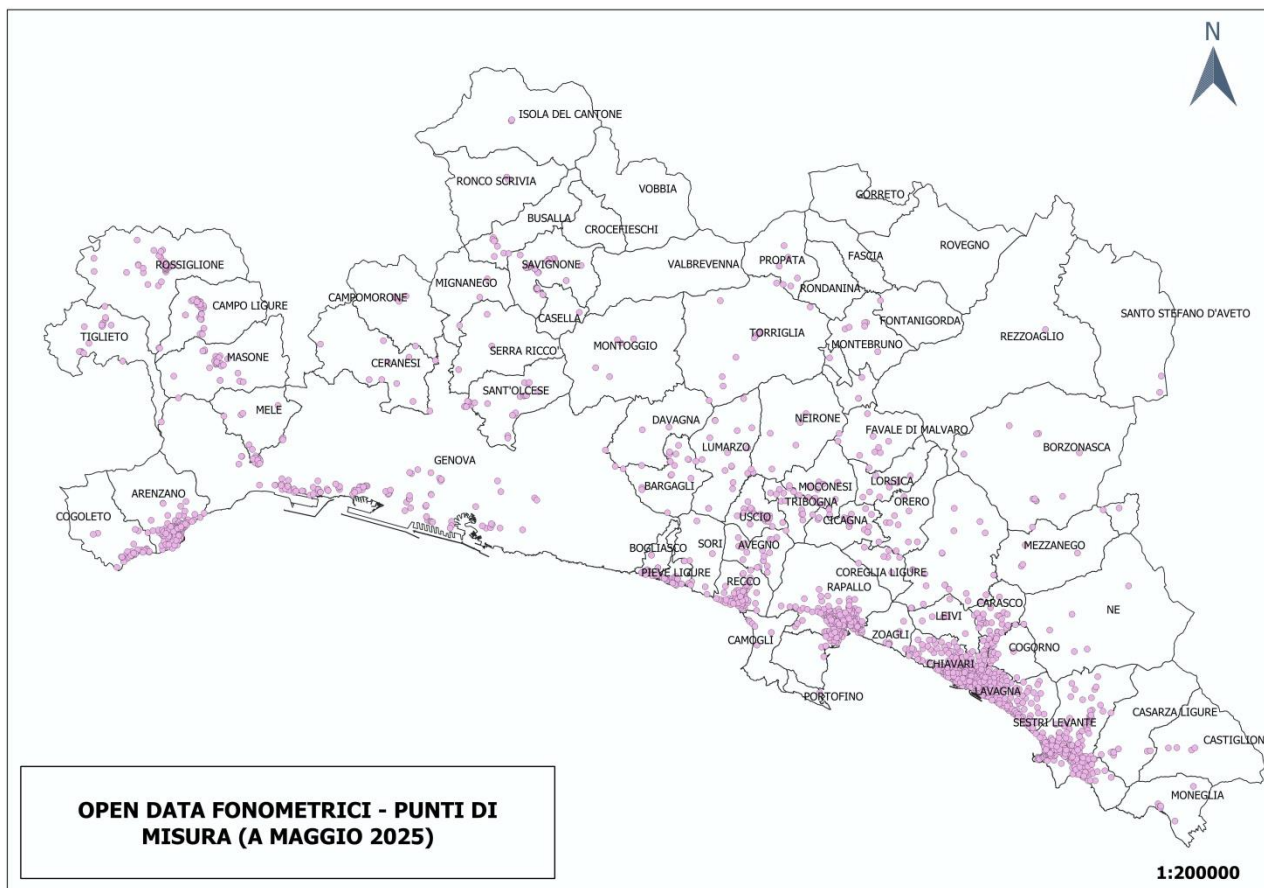 N
ISOLA DEL CANTONE
RONCO SCRIVIA
VOBBIA
GORRETO
BUSALLA
CROCEFIESCHI
ROVEGNO
FASCIA
ROSSIGLIONE
SAVIGNONE
VALBREVENNA
PROPATA
MIGNANEGO
RONDANINA
CAMPOMORONE
CAMPO LIGURE
SANTO STEFANO D'AVETO
CASELLA
FONTANIGORDA
TIGLIETO
TORRIGLIA
REZZOAGLIO
MONTOGGIO
MONTEBRUNO
SERRA RICCO'
MASONE
CERANESI
SANT'OLCESE
MELE
DAVAGNA
NEIRONE
FAVALE DI MALVARO
LUMARZO
BORZONASCA
GENOVA
BARGAGLI
MOCONESI
LORSICA
ARENZANO
TRIBOGNA
ORERO
COGOLETO
USCIO
CICAGNA
SORI
AVEGNO
BOGLIASCO
MEZZANEGO
PIEVE LIGURE
COREGLIA LIGURE
RECCO
RAPALLO
CARASCO
NE
LEIVI
ZOAGLI
CAMOGLI
COGORNO
CHIAVARI
LAVAGNA
PORTOFINO
CASARZA LIGURE
SESTRI LEVANTE
CASTIGLION
MONEGLIA
OPEN DATA FONOMETRICI - PUNTI DI
MISURA (A MAGGIO 2025)
1:200000